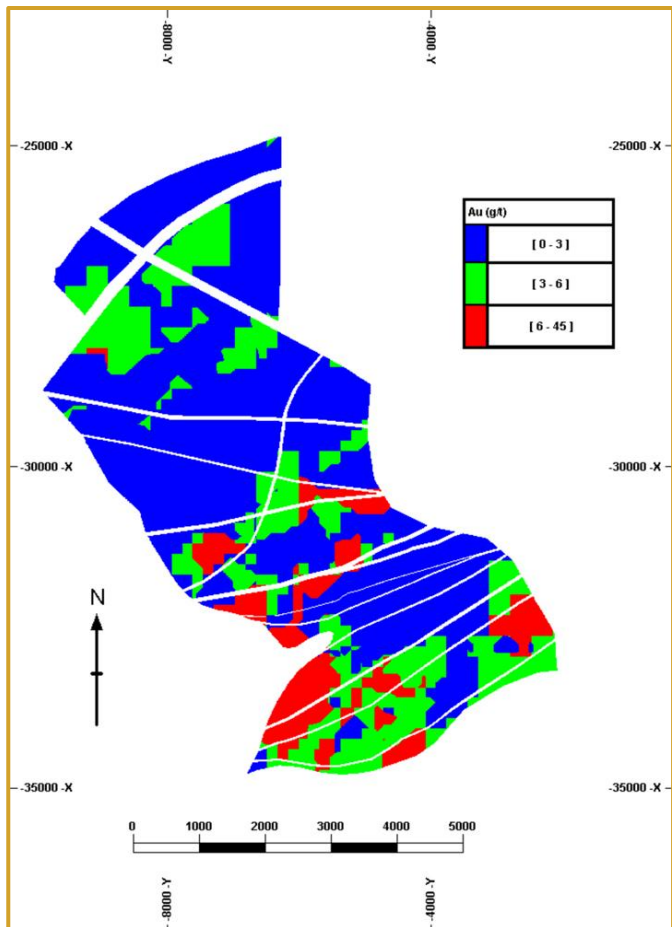 -8000 -Y
-4000 -Y
-25000 -X
-25000 -X
Au (g/t)
[ 0 - 3 ]
[ 3 - 6 ]
[ 6 - 45 ]
-30000 -X
-30000 -X
N
-35000 -X
-35000 -X
0 1000 2000 3000 4000 5000
-8000 -Y
-4000 -Y